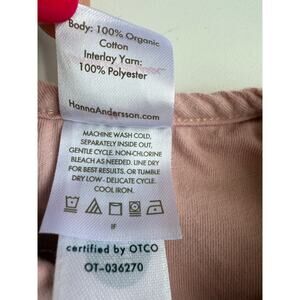 Body: 100% Organic
Cotton
Interlay Yarn:
100% Polyester
HannaAndersson.com
MACHINE WASH COLD,
SEPARATELY INSIDE OUT,
GENTLE CYCLE. NON-CHLORINE
BLEACH AS NEEDED. LINE DRY
FOR BEST RESULTS. OR TUMBLE
DRY LOW - DELICATE CYCLE.
COOL IRON.
IF
certified by OTCO
OT-036270